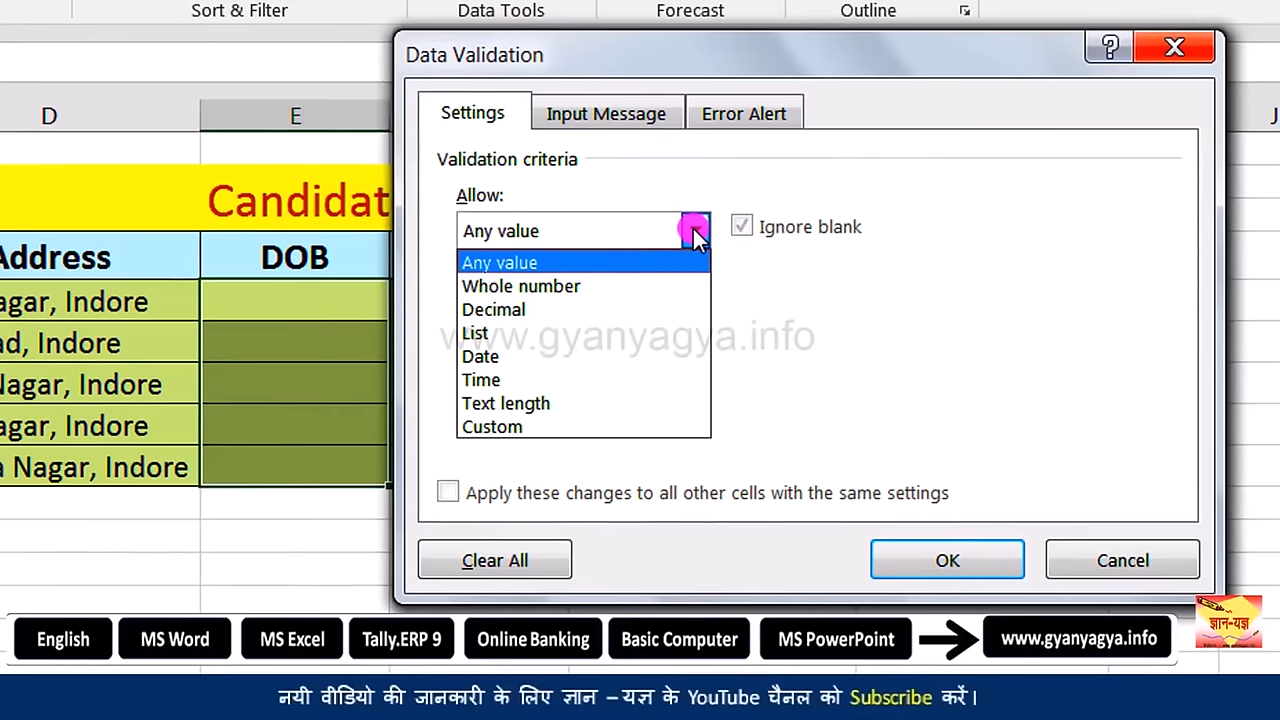 Sort & Filter
Data Tools
Forecast
Outline
Data Validation
D
E
Settings
Input Message
Error Alert
Validation criteria
Allow:
Candidat
Any value
Ignore blank
Address
DOB
Any value
Whole number
Decimal
List
Date
Time
Text length
Custom
agar, Indore
ad, Indore
Nagar, Indore
agar, Indore
a Nagar, Indore
www.gyanyagya.info
Apply these changes to all other cells with the same settings
Clear All
OK
Cancel
English
MS Word
MS Excel
Tally.ERP 9
Online Banking
Basic Computer
MS PowerPoint
www.gyanyagya.info
ज्ञान-यज्ञ
नयी वीडियो की जानकारी के लिए ज्ञान – यज्ञ के YouTube चैनल को Subscribe करें।